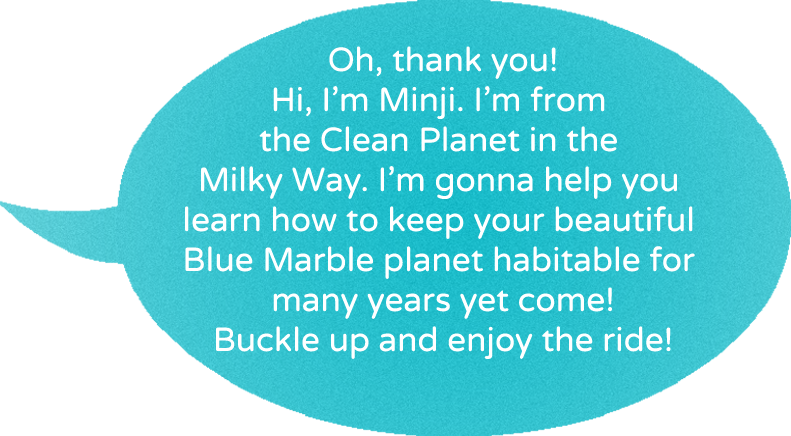 Oh, thank you!
Hi, I’m Minji. I’m from
the Clean Planet in the
Milky Way. I’m gonna help you
learn how to keep your beautiful
Blue Marble planet habitable for
many years yet come!
Buckle up and enjoy the ride!